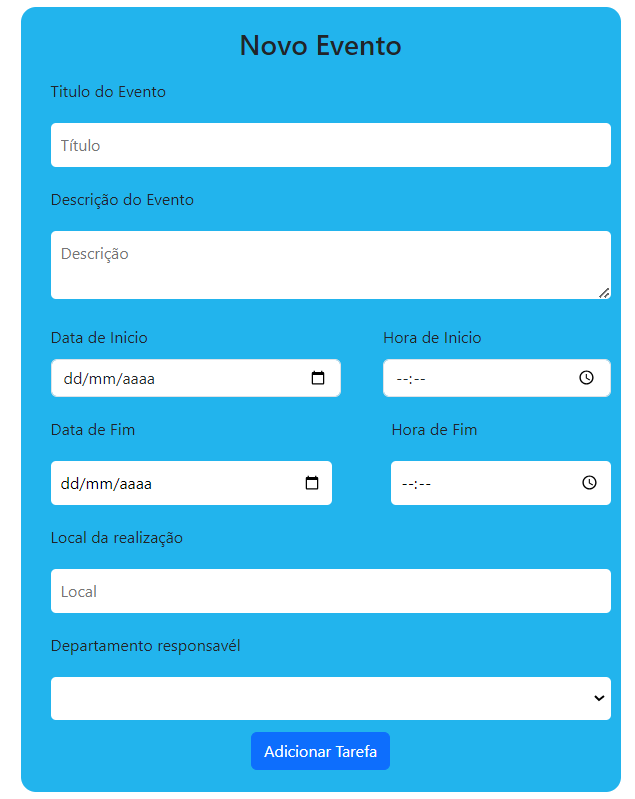 Novo Evento
Titulo do Evento
Título
Descrição do Evento
Descrição
Data de Inicio Hora de Inicio
dd/mm/aaaa --:--
Data de Fim Hora de Fim
dd/mm/aaaa --:--
Local da realização
Local
Departamento responsavél
Adicionar Tarefa